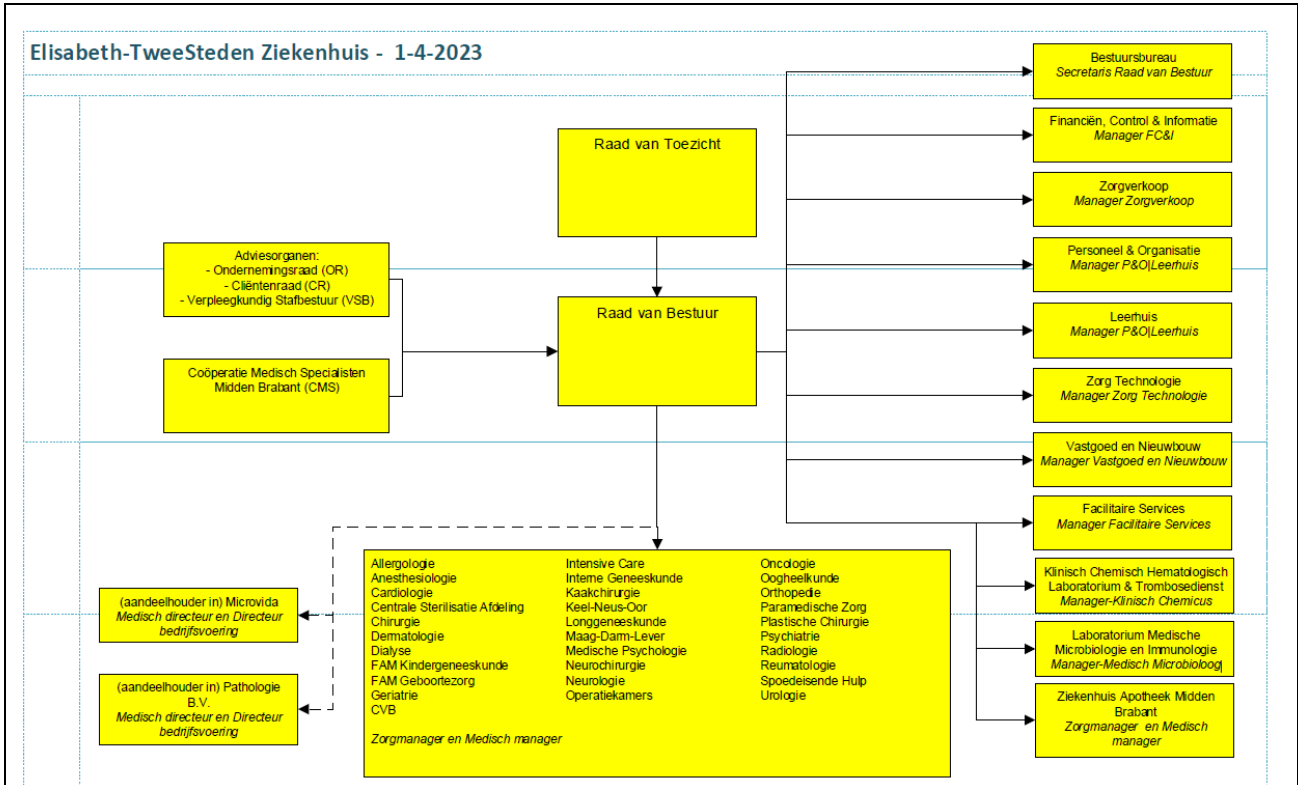 Elisabeth-TweeSteden Ziekenhuis - 1-4-2023
Raad van Toezicht
Adviesorganen:
- Ondernemingsraad (OR)
- Cliëntenraad (CR)
- Verpleegkundig Stafbestuur (VSB)
Raad van Bestuur
Coöperatie Medisch Specialisten
Midden Brabant (CMS)
Bestuursbureau
Secretaris Raad van Bestuur
Financiën, Control & Informatie
Manager FC&I
Zorgverkoop
Manager Zorgverkoop
Personeel & Organisatie
Manager P&O|Leerhuis
Leerhuis
Manager P&O|Leerhuis
Zorg Technologie
Manager Zorg Technologie
Vastgoed en Nieuwbouw
Manager Vastgoed en Nieuwbouw
Facilitaire Services
Manager Facilitaire Services
Klinisch Chemisch Hematologisch
Laboratorium & Trombosedienst
Manager-Klinisch Chemicus
Laboratorium Medische
Microbiologie en Immunologie
Manager-Medisch Microbioloog|
Ziekenhuis Apotheek Midden
Brabant
Zorgmanager en Medisch
manager
(aandeelhouder in) Microvida
Medisch directeur en Directeur
bedrijfsvoering
(aandeelhouder in) Pathologie
B.V.
Medisch directeur en Directeur
bedrijfsvoering
Allergologie
Anesthesiologie
Cardiologie
Centrale Sterilisatie Afdeling
Chirurgie
Dermatologie
Dialyse
FAM Kindergeneeskunde
FAM Geboortezorg
Geriatrie
CVB
Intensive Care
Interne Geneeskunde
Kaakchirurgie
Keel-Neus-Oor
Longgeneeskunde
Maag-Darm-Lever
Medische Psychologie
Neurochirurgie
Neurologie
Operatiekamers
Oncologie
Oogheelkunde
Orthopedie
Paramedische Zorg
Plastische Chirurgie
Psychiatrie
Radiologie
Reumatologie
Spoedeisende Hulp
Urologie
Zorgmanager en Medisch manager